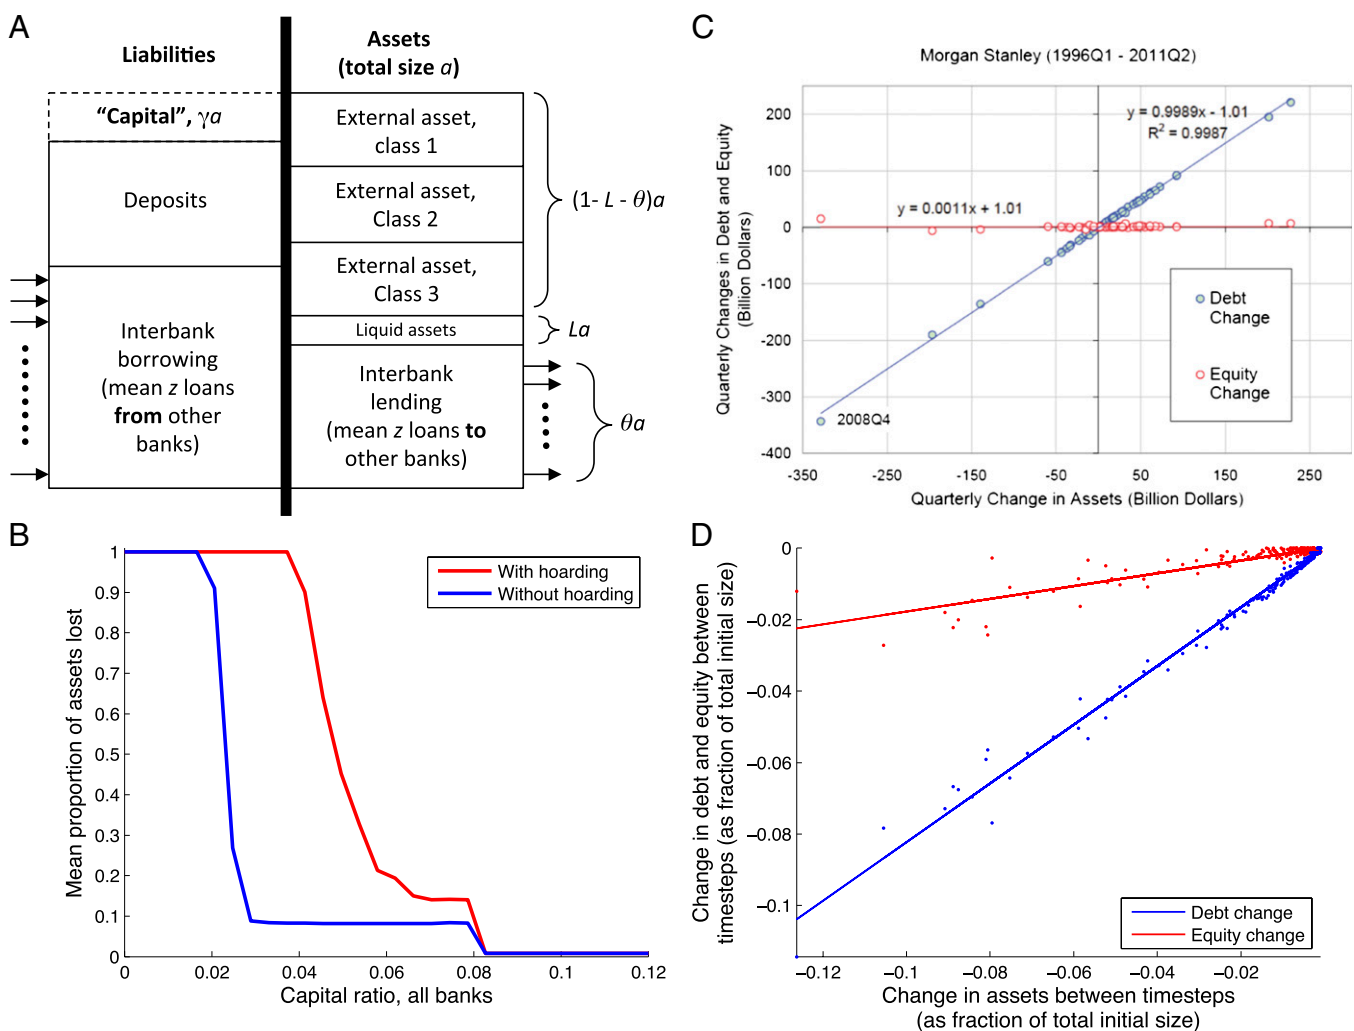 A
Liabilities
Assets
(total size a)
"Capital", γa
Deposits
Interbank
borrowing
(mean z loans
from other
banks)
External asset,
class 1
External asset,
Class 2
External asset,
Class 3
Liquid assets
Interbank
lending
(mean z loans to
other banks)
(1- L - θ)a
La
θa
B
Mean proportion of assets lost
1
0.9
0.8
0.7
0.6
0.5
0.4
0.3
0.2
0.1
0
With hoarding
Without hoarding
0 0.02 0.04 0.06 0.08 0.1 0.12
Capital ratio, all banks
C
Morgan Stanley (1996Q1 - 2011Q2)
Quarterly Changes in Debt and Equity
(Billion Dollars)
200
100
0
-100
-200
-300
-400
y = 0.9989x - 1.01
R² = 0.9987
y = 0.0011x + 1.01
Debt
Change
Equity
Change
2008Q4
-350 -250 -150 -50 50 150 250
Quarterly Change in Assets (Billion Dollars)
D
Change in debt and equity between
timesteps (as fraction of total initial size)
0
−0.02
−0.04
−0.06
−0.08
−0.1
Debt change
Equity change
−0.12 −0.1 −0.08 −0.06 −0.04 −0.02
Change in assets between timesteps
(as fraction of total initial size)